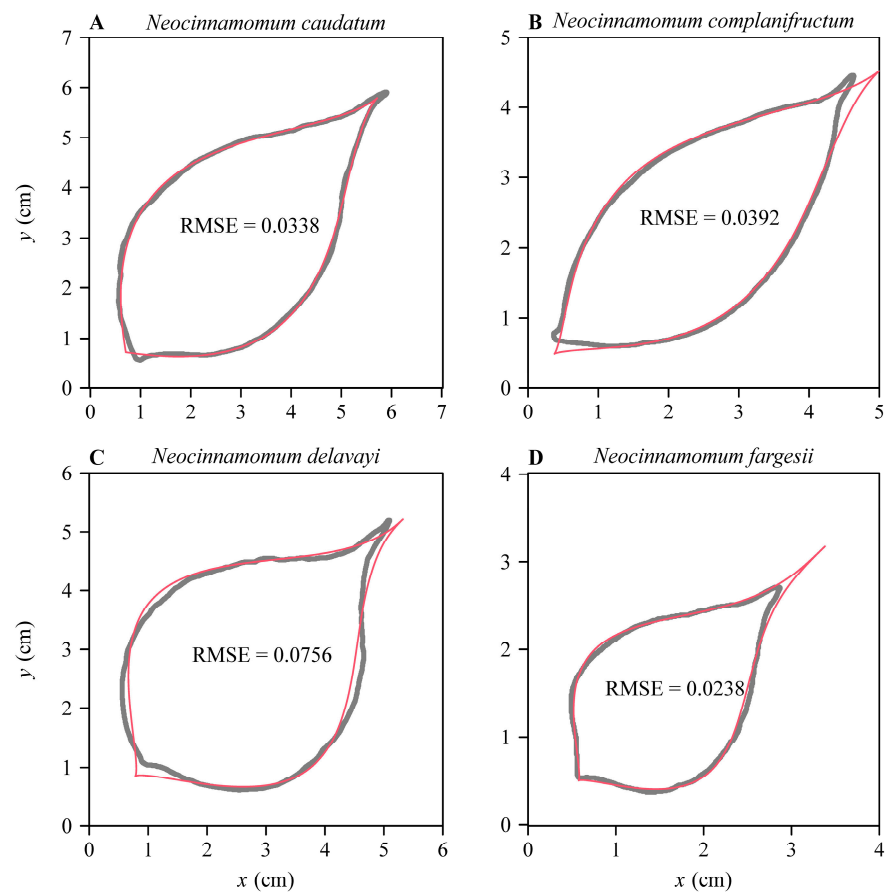 A Neocinnamomum caudatum
7
6
5
4
3
2
1
0
y (cm)
RMSE = 0.0338
0 1 2 3 4 5 6 7
B Neocinnamomum complanifructum
5
4
3
2
1
0
RMSE = 0.0392
0 1 2 3 4 5
C Neocinnamomum delavayi
6
5
4
3
2
1
0
y (cm)
RMSE = 0.0756
0 1 2 3 4 5 6
x (cm)
D Neocinnamomum fargesii
4
3
2
1
0
RMSE = 0.0238
0 1 2 3 4
x (cm)